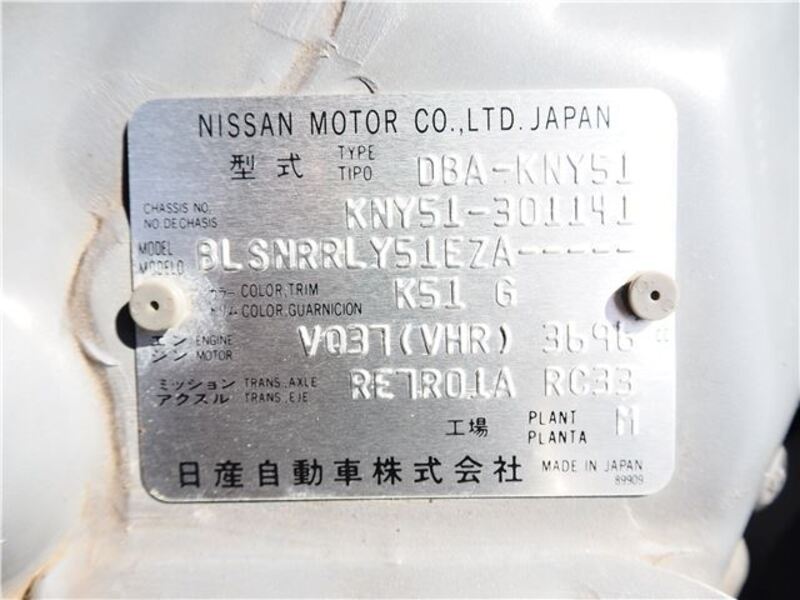 NISSAN MOTOR CO.,LTD. JAPAN
型式 TYPE TIPO DBA-KNY51
CHASSIS NO. NO.DE CHASIS KNY51-301141
MODEL MODELO BLSNRRLY51EZA-----
カラー COLOR,TRIM K51 G
トリム COLOR,GUARNICION
エン ENGINE VQ37(VHR) 3696 CC
ジン MOTOR
ミッション TRANS.,AXLE RE7R01A RC33
アクスル TRANS.,EJE
工場 PLANT PLANTA M
日産自動車株式会社 MADE IN JAPAN
89909